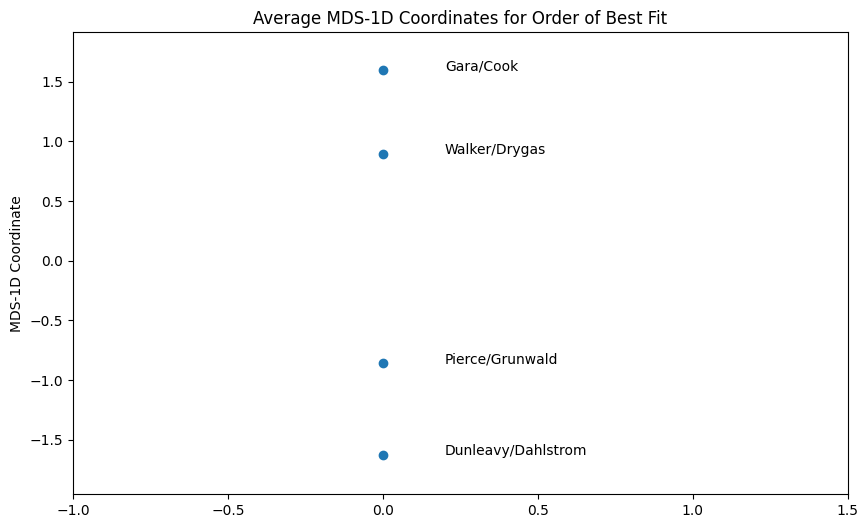 Average MDS-1D Coordinates for Order of Best Fit
MDS-1D Coordinate
1.5
1.0
0.5
0.0
−0.5
−1.0
−1.5
Gara/Cook
Walker/Drygas
Pierce/Grunwald
Dunleavy/Dahlstrom
−1.0
−0.5
0.0
0.5
1.0
1.5